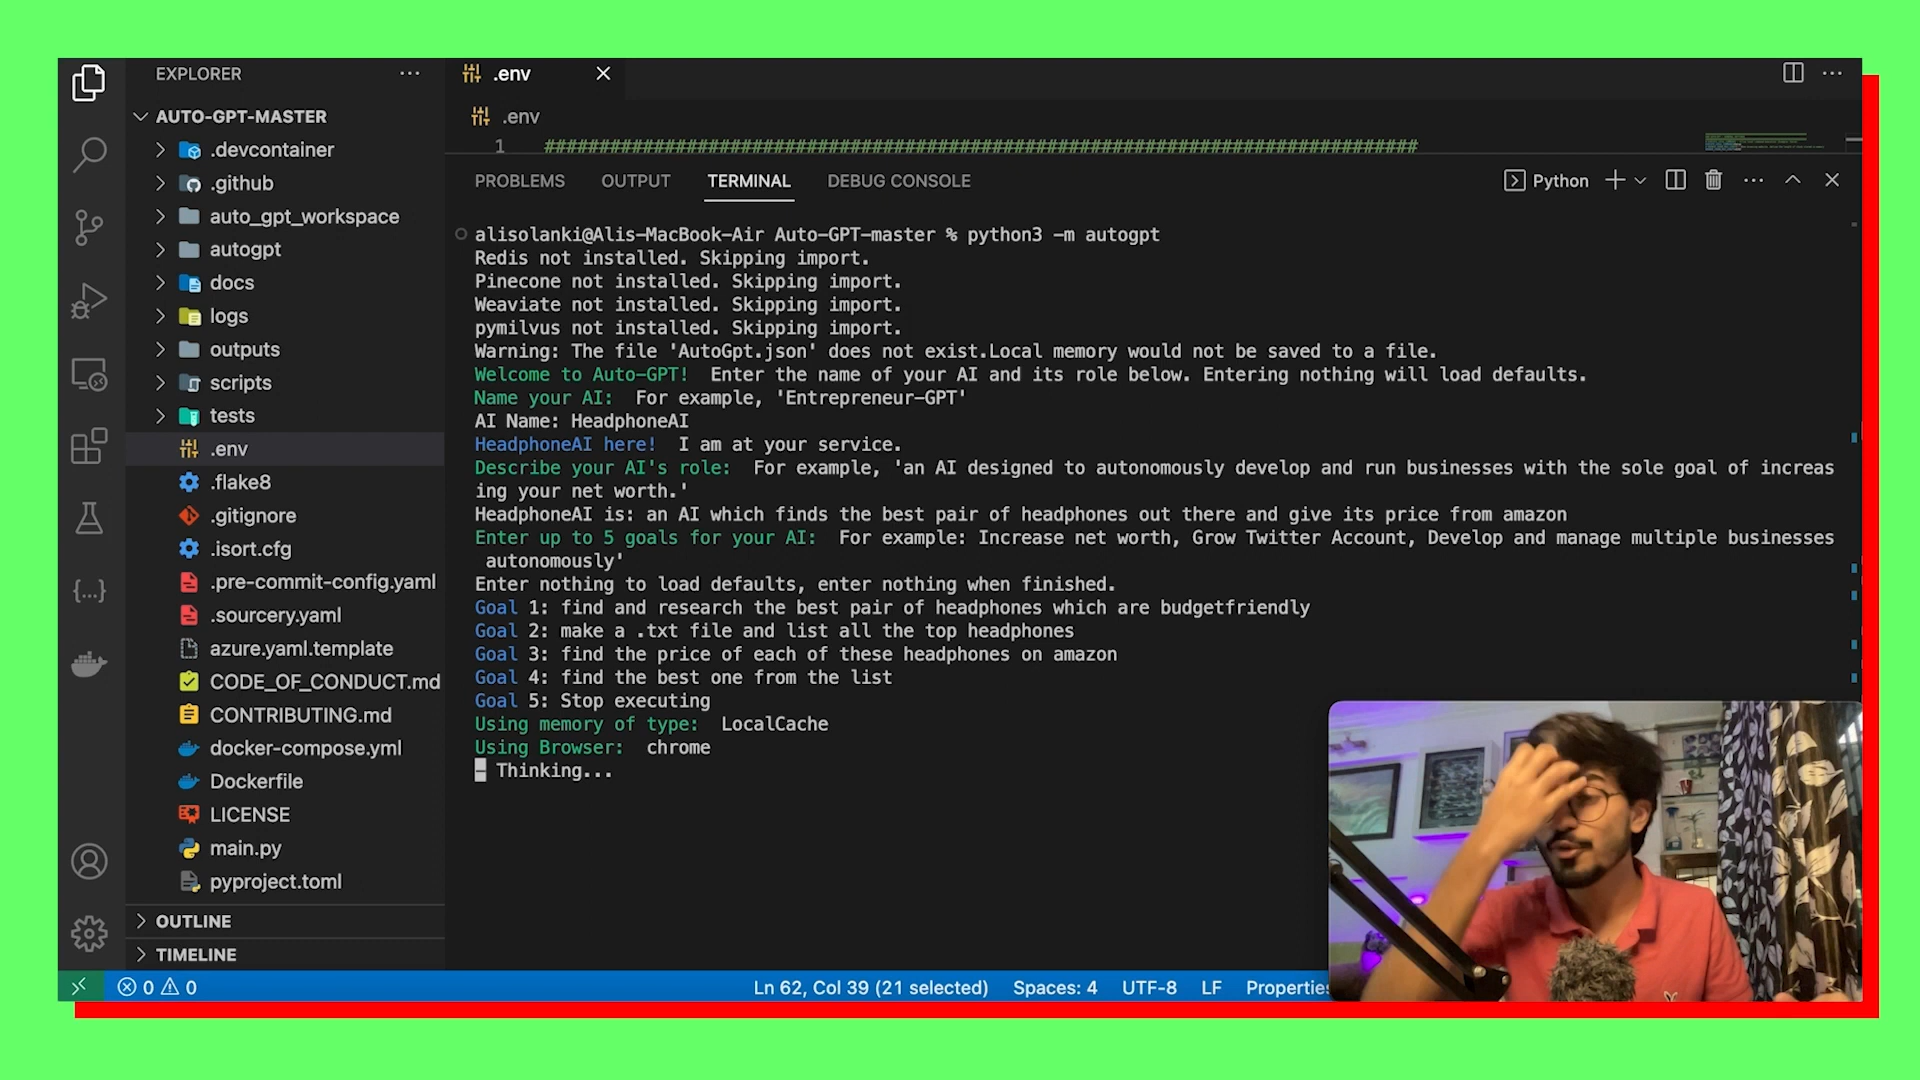 EXPLORER
AUTO-GPT-MASTER
.devcontainer
.github
auto_gpt_workspace
autogpt
docs
logs
outputs
scripts
tests
.env
.flake8
.gitignore
.isort.cfg
.pre-commit-config.yaml
.sourcery.yaml
azure.yaml.template
CODE_OF_CONDUCT.md
CONTRIBUTING.md
docker-compose.yml
Dockerfile
LICENSE
main.py
pyproject.toml
OUTLINE
TIMELINE
.env
.env
1 ################################################################################
PROBLEMS OUTPUT TERMINAL DEBUG CONSOLE
Python
alisolanki@Alis-MacBook-Air Auto-GPT-master % python3 -m autogpt
Redis not installed. Skipping import.
Pinecone not installed. Skipping import.
Weaviate not installed. Skipping import.
pymilvus not installed. Skipping import.
Warning: The file 'AutoGpt.json' does not exist.Local memory would not be saved to a file.
Welcome to Auto-GPT! Enter the name of your AI and its role below. Entering nothing will load defaults.
Name your AI: For example, 'Entrepreneur-GPT'
AI Name: HeadphoneAI
HeadphoneAI here! I am at your service.
Describe your AI's role: For example, 'an AI designed to autonomously develop and run businesses with the sole goal of increas
ing your net worth.'
HeadphoneAI is: an AI which finds the best pair of headphones out there and give its price from amazon
Enter up to 5 goals for your AI: For example: Increase net worth, Grow Twitter Account, Develop and manage multiple businesses
autonomously'
Enter nothing to load defaults, enter nothing when finished.
Goal 1: find and research the best pair of headphones which are budgetfriendly
Goal 2: make a .txt file and list all the top headphones
Goal 3: find the price of each of these headphones on amazon
Goal 4: find the best one from the list
Goal 5: Stop executing
Using memory of type: LocalCache
Using Browser: chrome
- Thinking...
0 0
Ln 62, Col 39 (21 selected) Spaces: 4 UTF-8 LF Properties